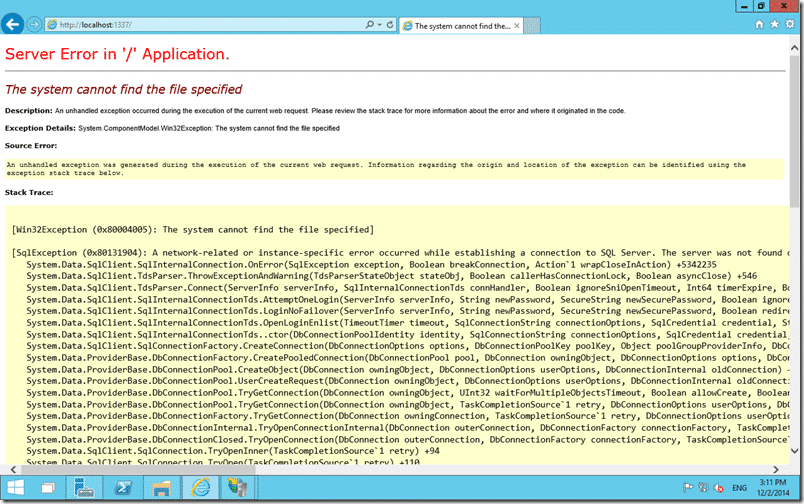 http://localhost:1337/
The system cannot find the...
Server Error in '/' Application.
The system cannot find the file specified
Description: An unhandled exception occurred during the execution of the current web request. Please review the stack trace for more information about the error and where it originated in the code.
Exception Details: System.ComponentModel.Win32Exception: The system cannot find the file specified
Source Error:
An unhandled exception was generated during the execution of the current web request. Information regarding the origin and location of the exception can be identified using the
exception stack trace below.
Stack Trace:
[Win32Exception (0x80004005): The system cannot find the file specified]
[SqlException (0x80131904): A network-related or instance-specific error occurred while establishing a connection to SQL Server. The server was not found
System.Data.SqlClient.SqlInternalConnection.OnError(SqlException exception, Boolean breakConnection, Action`1 wrapCloseInAction) +5342235
System.Data.SqlClient.TdsParser.ThrowExceptionAndWarning(TdsParserStateObject stateObj, Boolean callerHasConnectionLock, Boolean asyncClose) +546
System.Data.SqlClient.TdsParser.Connect(ServerInfo serverInfo, SqlInternalConnectionTds connHandler, Boolean ignoreSniOpenTimeout, Int64 timerExpire, Bo
System.Data.SqlClient.SqlInternalConnectionTds.AttemptOneLogin(ServerInfo serverInfo, String newPassword, SecureString newSecurePassword, Boolean ignor
System.Data.SqlClient.SqlInternalConnectionTds.LoginNoFailover(ServerInfo serverInfo, String newPassword, SecureString newSecurePassword, Boolean redire
System.Data.SqlClient.SqlInternalConnectionTds.OpenLoginEnlist(TimeoutTimer timeout, SqlConnectionString connectionOptions, SqlCredential credential, St
System.Data.SqlClient.SqlInternalConnectionTds..ctor(DbConnectionPoolIdentity identity, SqlConnectionString connectionOptions, SqlCredential credential,
System.Data.SqlClient.SqlConnectionFactory.CreateConnection(DbConnectionOptions options, DbConnectionPoolKey poolKey, Object poolGroupProviderInfo, DbCo
System.Data.ProviderBase.DbConnectionFactory.CreatePooledConnection(DbConnectionPool pool, DbConnection owningObject, DbConnectionOptions options, DbCon
System.Data.ProviderBase.DbConnectionPool.CreateObject(DbConnection owningObject, DbConnectionOptions userOptions, DbConnectionInternal oldConnection)
System.Data.ProviderBase.DbConnectionPool.UserCreateRequest(DbConnection owningObject, DbConnectionOptions userOptions, DbConnectionInternal oldConnecti
System.Data.ProviderBase.DbConnectionPool.TryGetConnection(DbConnection owningObject, UInt32 waitForMultipleObjectsTimeout, Boolean allowCreate, Boolean
System.Data.ProviderBase.DbConnectionPool.TryGetConnection(DbConnection owningObject, TaskCompletionSource`1 retry, DbConnectionOptions userOptions, DbC
System.Data.ProviderBase.DbConnectionFactory.TryGetConnection(DbConnection owningConnection, TaskCompletionSource`1 retry, DbConnectionOptions userOptio
System.Data.ProviderBase.DbConnectionInternal.TryOpenConnectionInternal(DbConnection outerConnection, DbConnectionFactory connectionFactory, TaskComplet
System.Data.ProviderBase.DbConnectionClosed.TryOpenConnection(DbConnection outerConnection, DbConnectionFactory connectionFactory, TaskCompletionSource`
System.Data.SqlClient.SqlConnection.TryOpenInner(TaskCompletionSource`1 retry) +94
System.Data.SqlClient.SqlConnection.TryOpen(TaskCompletionSource`1 retry) +110
ENG
3:11 PM
12/2/2014